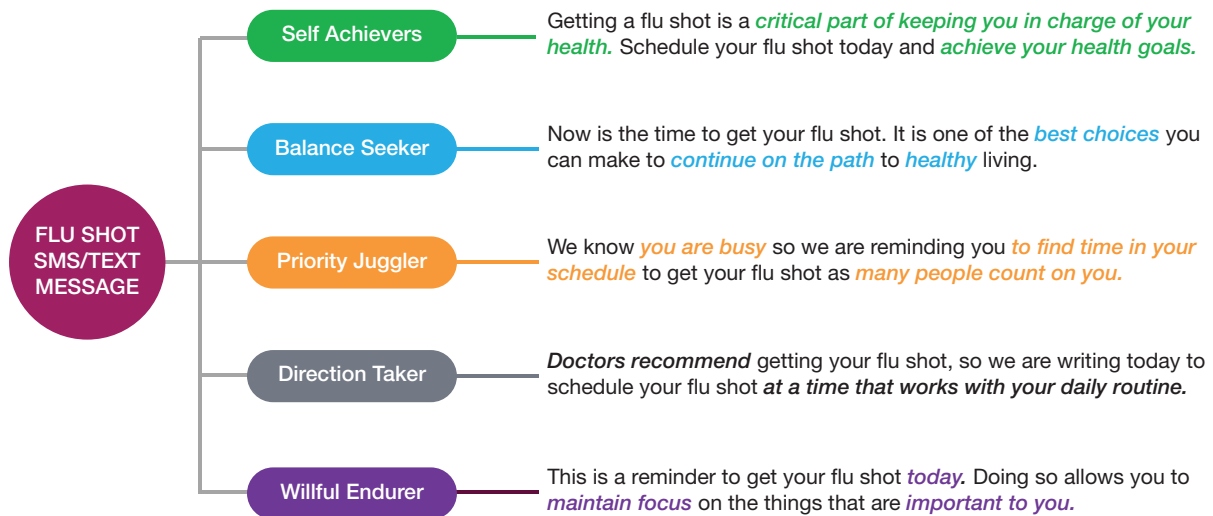 FLU SHOT
SMS/TEXT
MESSAGE
Self Achievers
Getting a flu shot is a critical part of keeping you in charge of your
health. Schedule your flu shot today and achieve your health goals.
Balance Seeker
Now is the time to get your flu shot. It is one of the best choices you
can make to continue on the path to healthy living.
Priority Juggler
We know you are busy so we are reminding you to find time in your
schedule to get your flu shot as many people count on you.
Direction Taker
Doctors recommend getting your flu shot, so we are writing today to
schedule your flu shot at a time that works with your daily routine.
Willful Endurer
This is a reminder to get your flu shot today. Doing so allows you to
maintain focus on the things that are important to you.